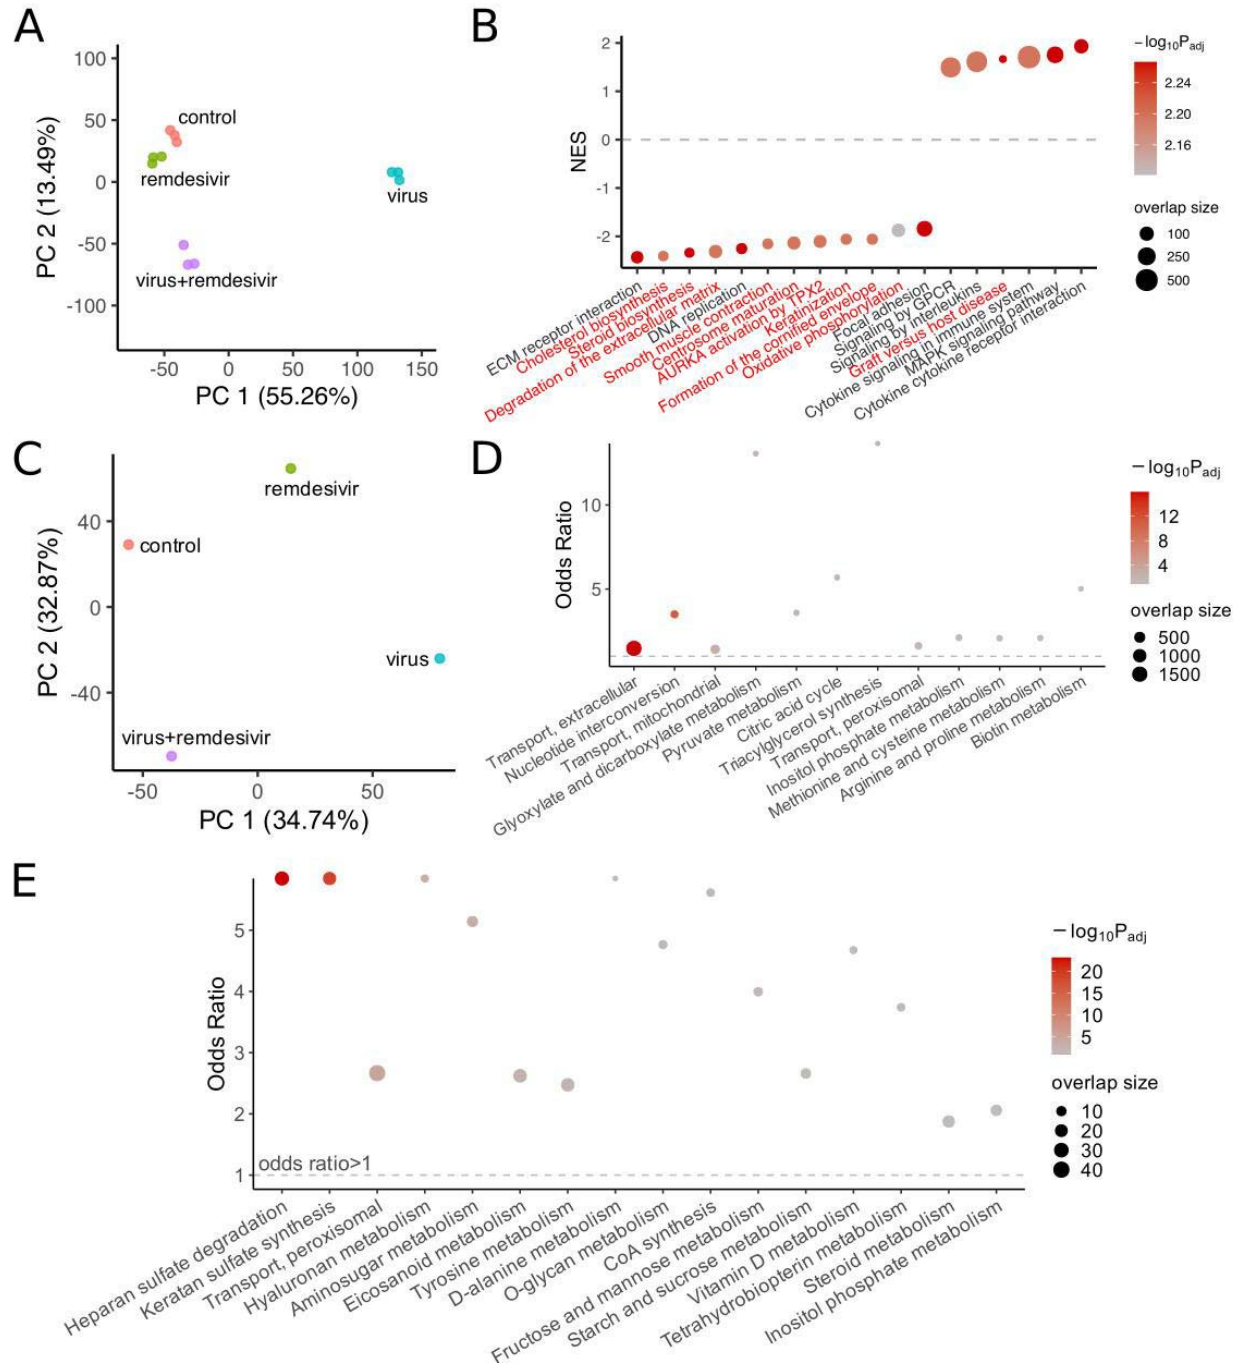 A
100
50
0
-50
-100
control
remdesivir
virus
virus+remdesivir
-50
0
50
100
150
PC 1 (55.26%)
PC 2 (13.49%)
B
2
1
0
-1
-2
NES
ECM receptor interaction
Cholesterol biosynthesis
Steroid biosynthesis
Degradation of the extracellular matrix
DNA replication
Smooth muscle contraction
Centrosome maturation
AURKA activation by TPX2
Keratinization
Formation of the cornified envelope
Oxidative phosphorylation
Focal adhesion
Signaling by GPCR
Signaling by interleukins
Graft versus host disease
Cytokine signaling in immune system
MAPK signaling pathway
Cytokine cytokine receptor interaction
−log10Padj
2.24
2.20
2.16
overlap size
100
250
500
C
40
0
-40
remdesivir
control
virus
virus+remdesivir
-50
0
50
PC 1 (34.74%)
PC 2 (32.87%)
D
10
5
Odds Ratio
Transport, extracellular
Nucleotide interconversion
Transport, mitochondrial
Glyoxylate and dicarboxylate metabolism
Pyruvate metabolism
Citric acid cycle
Triacylglycerol synthesis
Transport, peroxisomal
Inositol phosphate metabolism
Methionine and cysteine metabolism
Arginine and proline metabolism
Biotin metabolism
−log10Padj
12
8
4
overlap size
500
1000
1500
E
5
4
3
2
1
Odds Ratio
odds ratio>1
Heparan sulfate degradation
Keratan sulfate synthesis
Transport, peroxisomal
Hyaluronan metabolism
Aminosugar metabolism
Eicosanoid metabolism
Tyrosine metabolism
D-alanine metabolism
O-glycan metabolism
CoA synthesis
Fructose and mannose metabolism
Starch and sucrose metabolism
Vitamin D metabolism
Tetrahydrobiopterin metabolism
Steroid metabolism
Inositol phosphate metabolism
−log10Padj
20
15
10
5
overlap size
10
20
30
40